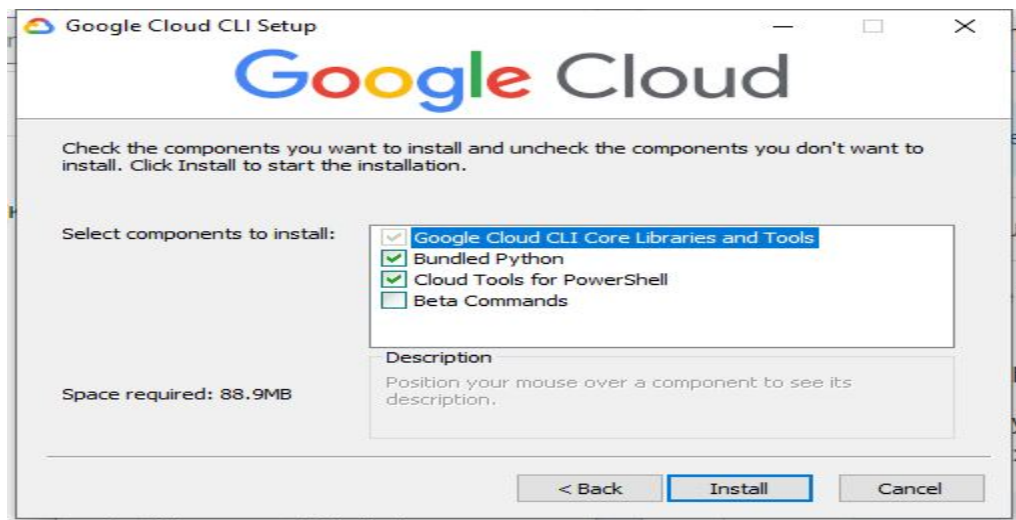 Google Cloud CLI Setup
Google Cloud
Check the components you want to install and uncheck the components you don't want to
install. Click Install to start the installation.
Select components to install:
Google Cloud CLI Core Libraries and Tools
Bundled Python
Cloud Tools for PowerShell
Beta Commands
Description
Position your mouse over a component to see its
description.
Space required: 88.9MB
< Back
Install
Cancel